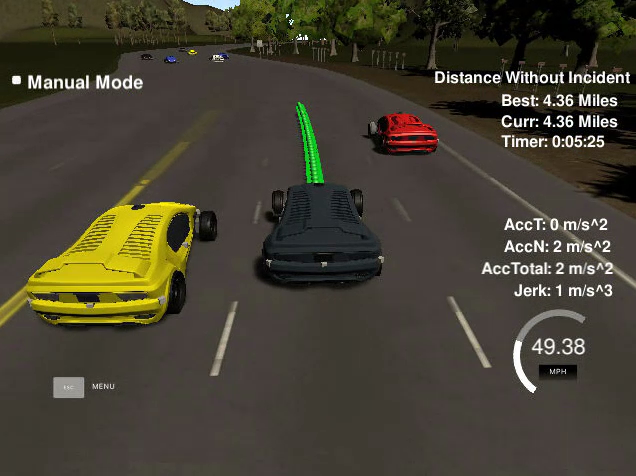 Manual Mode
Distance Without Incident
Best: 4.36 Miles
Curr: 4.36 Miles
Timer: 0:05:25
AccT: 0 m/s^2
AccN: 2 m/s^2
AccTotal: 2 m/s^2
Jerk: 1 m/s^3
49.38
MPH
ESC MENU